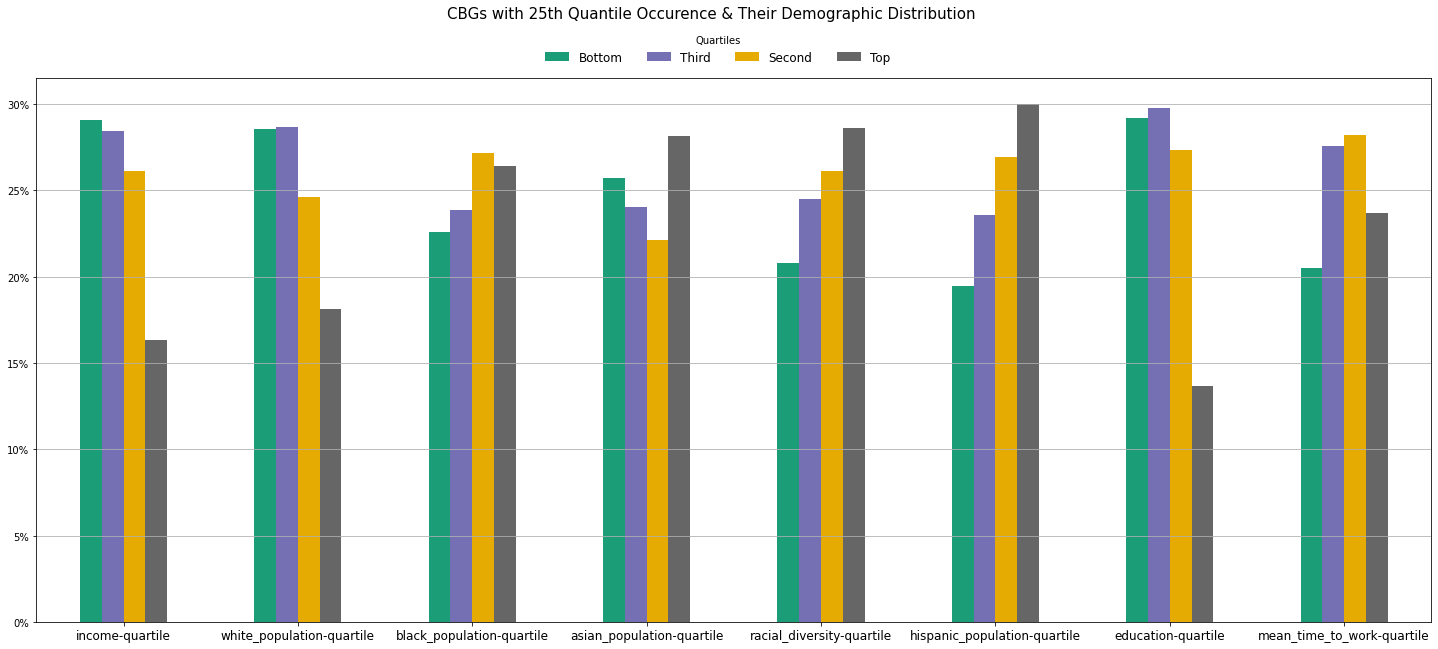 CBGs with 25th Quantile Occurence & Their Demographic Distribution
Quartiles
Bottom Third Second Top
30%
25%
20%
15%
10%
5%
0%
income-quartile white_population-quartile black_population-quartile asian_population-quartile racial_diversity-quartile hispanic_population-quartile education-quartile mean_time_to_work-quartile